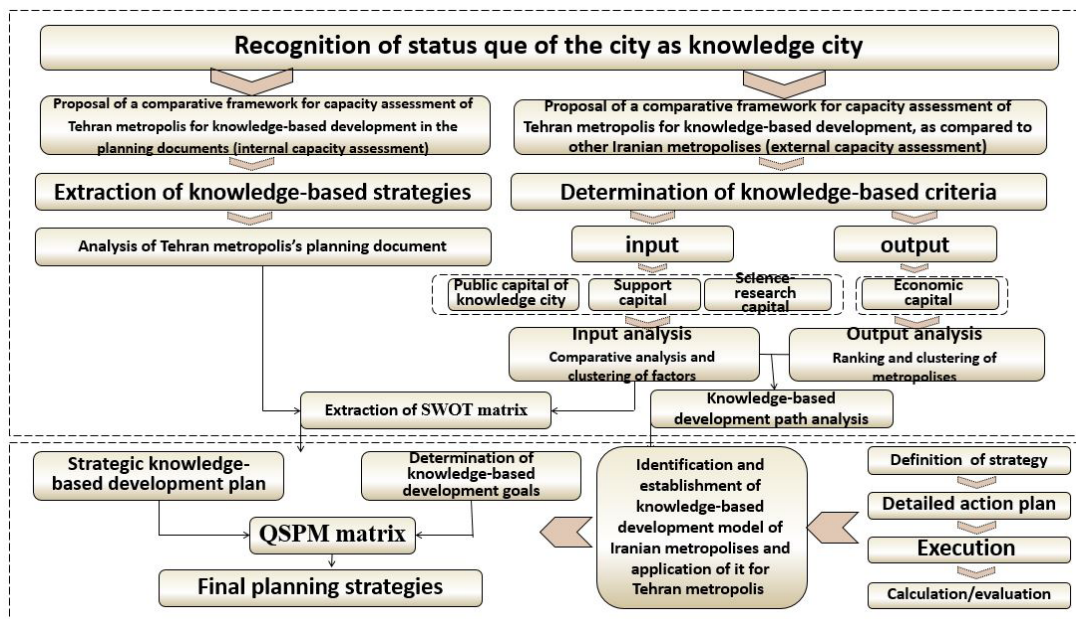 Recognition of status que of the city as knowledge city
Proposal of a comparative framework for capacity assessment of
Tehran metropolis for knowledge-based development in the
planning documents (internal capacity assessment)
Proposal of a comparative framework for capacity assessment of
Tehran metropolis for knowledge-based development, as compared to
other Iranian metropolises (external capacity assessment)
Extraction of knowledge-based strategies
Determination of knowledge-based criteria
Analysis of Tehran metropolis's planning document
input
output
Public capital of
knowledge city
Support
capital
Science-
research
capital
Economic
capital
Input analysis
Comparative analysis and
clustering of factors
Output analysis
Ranking and clustering of
metropolises
Extraction of SWOT matrix
Knowledge-based
development path analysis
Strategic knowledge-
based development plan
Determination of
knowledge-based
development goals
QSPM matrix
Final planning strategies
Identification and
establishment of
knowledge-based
development model of
Iranian metropolises and
application of it for
Tehran metropolis
Definition of strategy
Detailed action plan
Execution
Calculation/evaluation